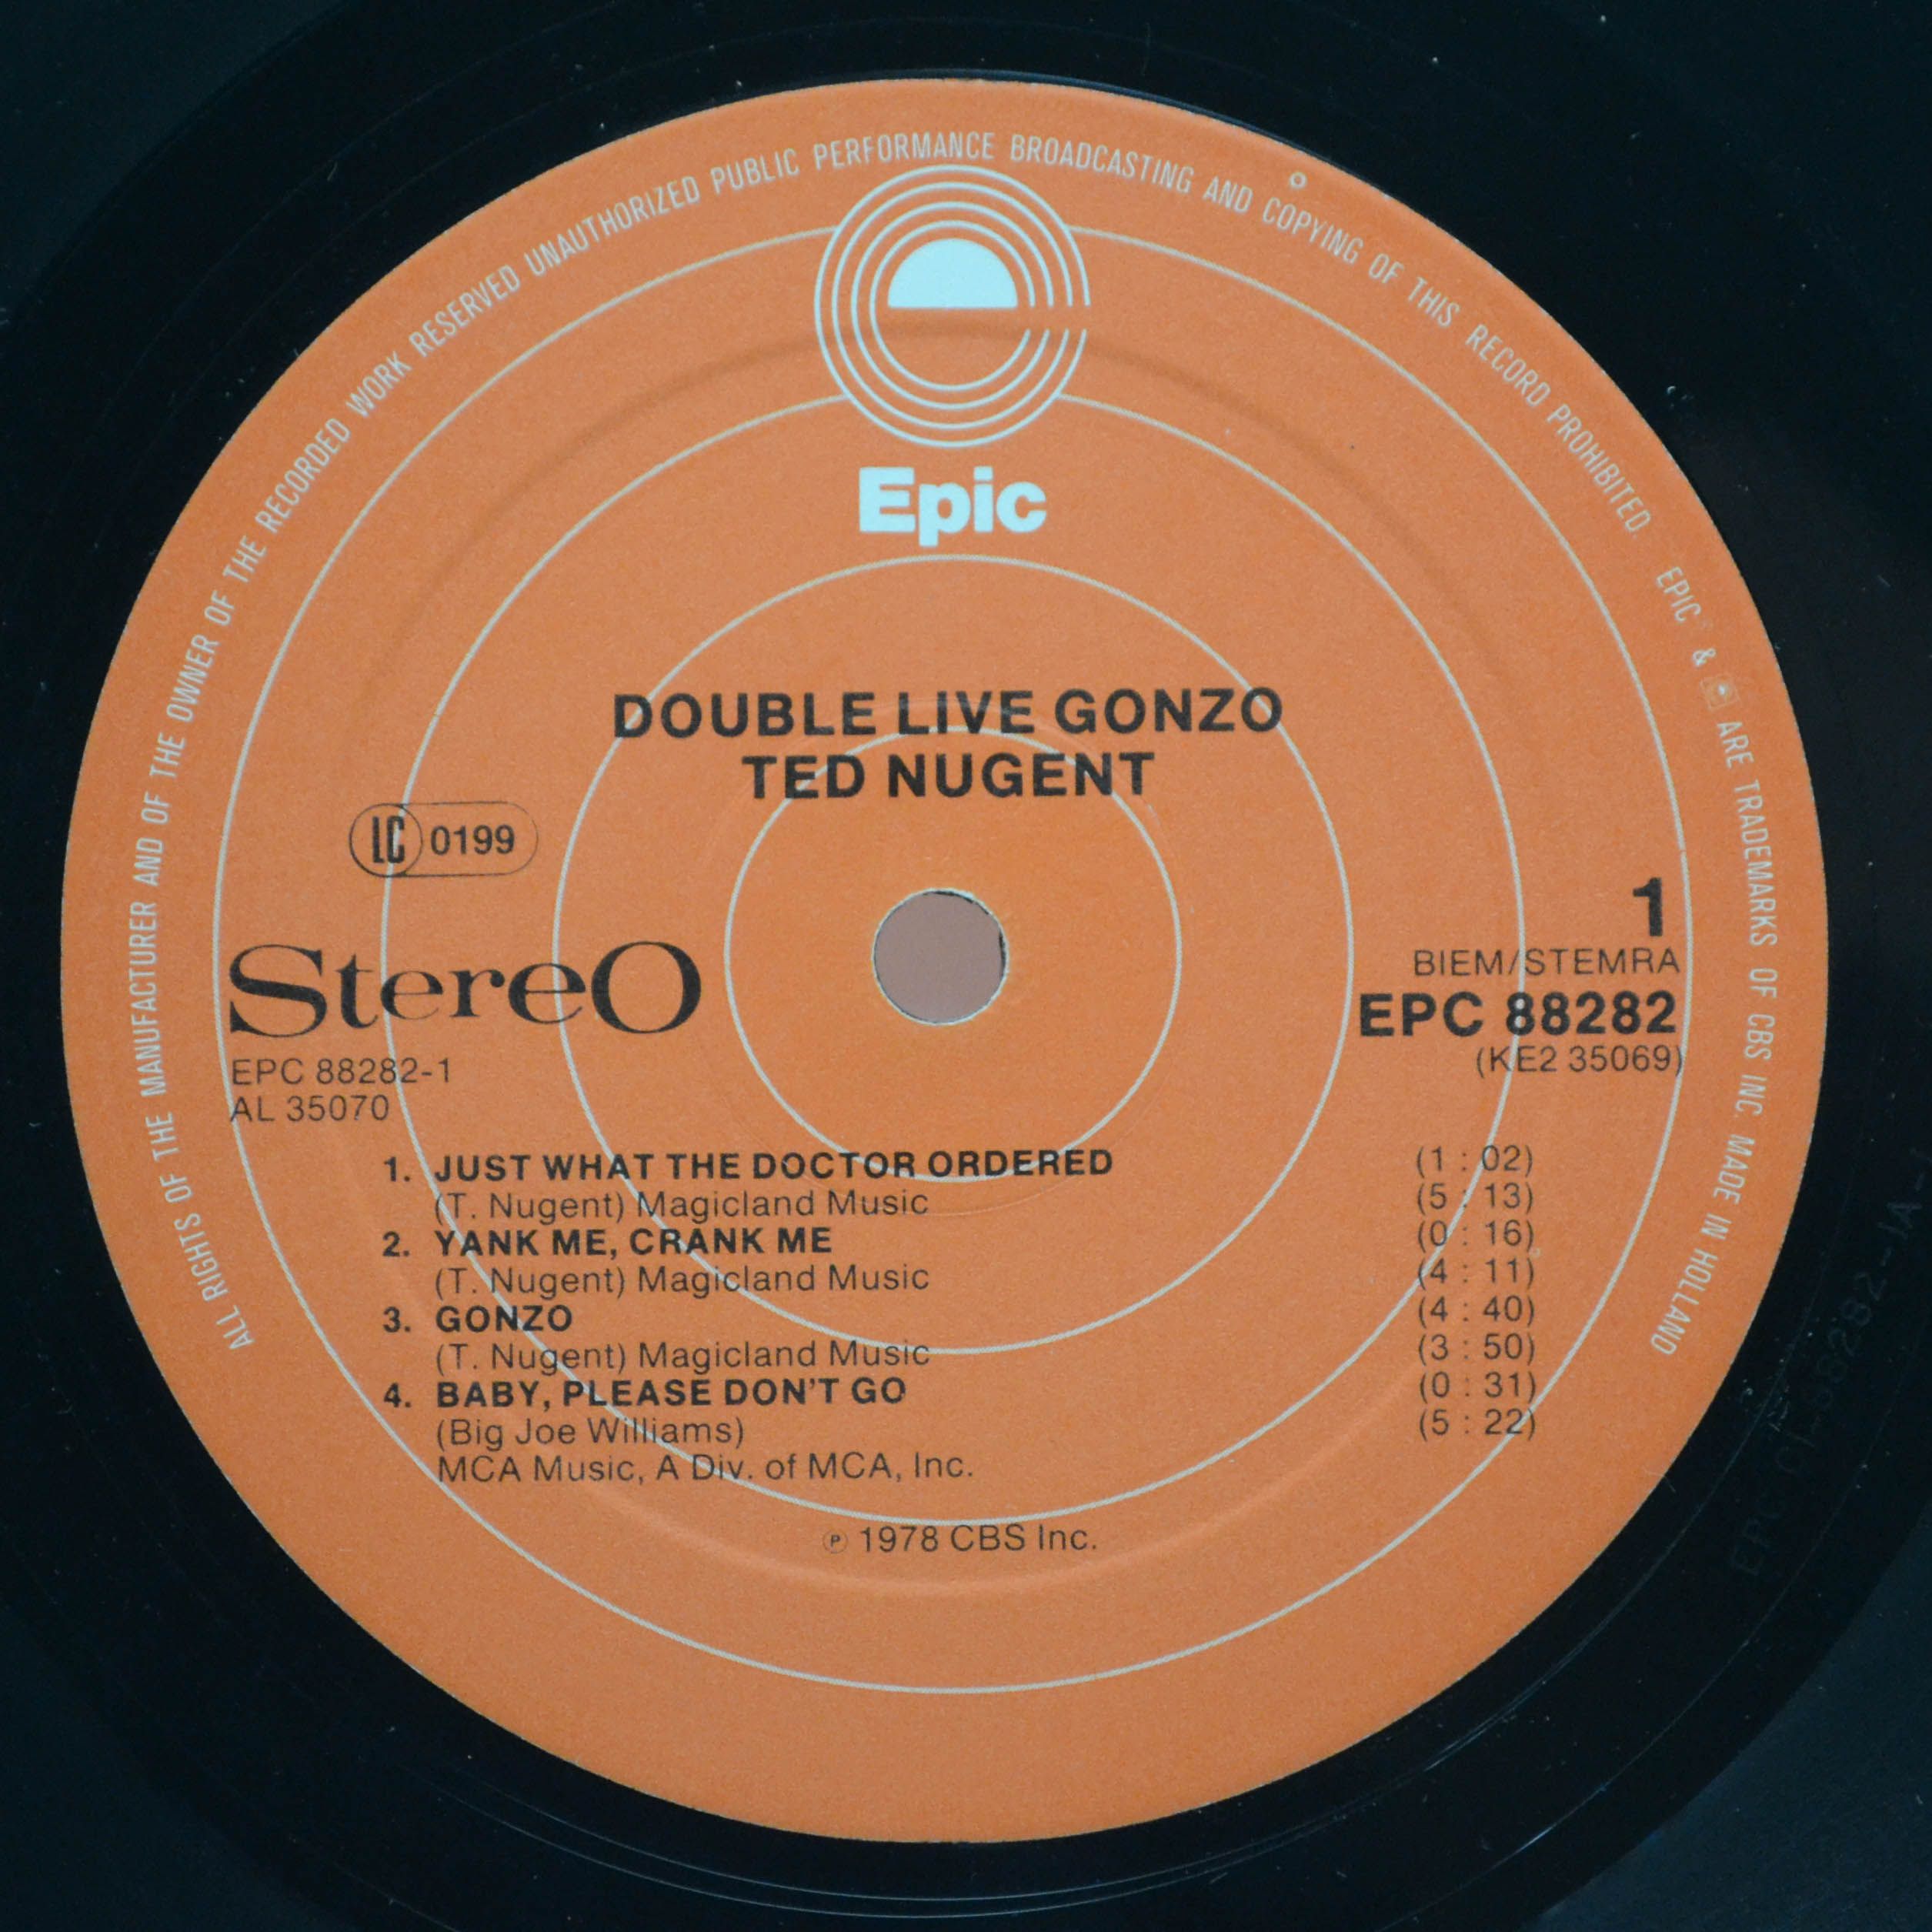 ALL RIGHTS OF THE MANUFACTURER AND OF THE OWNER OF THE RECORDED WORK RESERVED UNAUTHORIZED PUBLIC PERFORMANCE BROADCASTING AND COPYING OF THIS RECORD PROHIBITED. EPIC & ARE TRADEMARKS OF CBS INC. MADE IN HOLLAND
Epic
DOUBLE LIVE GONZO
TED NUGENT
LC 0199
Stereo
EPC 88282-1
AL 35070
1
BIEM/STEMRA
EPC 88282
(KE2 35069)
1. JUST WHAT THE DOCTOR ORDERED (1 : 02)
(T. Nugent) Magicland Music (5 : 13)
2. YANK ME, CRANK ME (0 : 16)
(T. Nugent) Magicland Music (4 : 11)
3. GONZO (4 : 40)
(T. Nugent) Magicland Music (3 : 50)
4. BABY, PLEASE DON'T GO (0 : 31)
(Big Joe Williams) (5 : 22)
MCA Music, A Div. of MCA, Inc.
℗ 1978 CBS Inc.